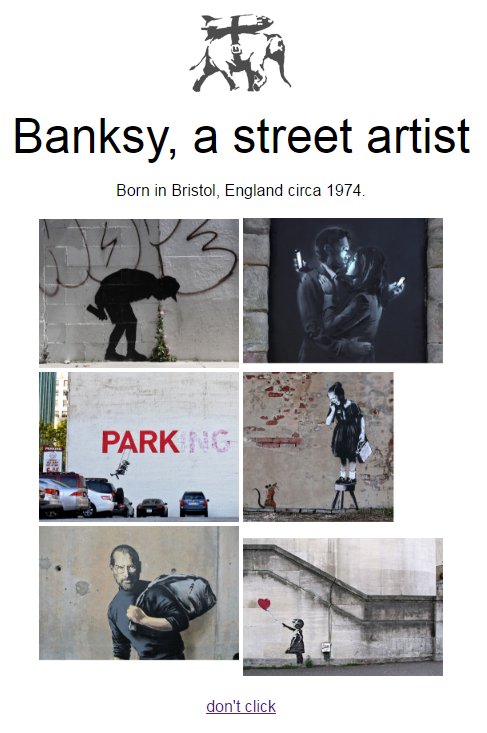 Banksy, a street artist
Born in Bristol, England circa 1974.
PARKING
don't click